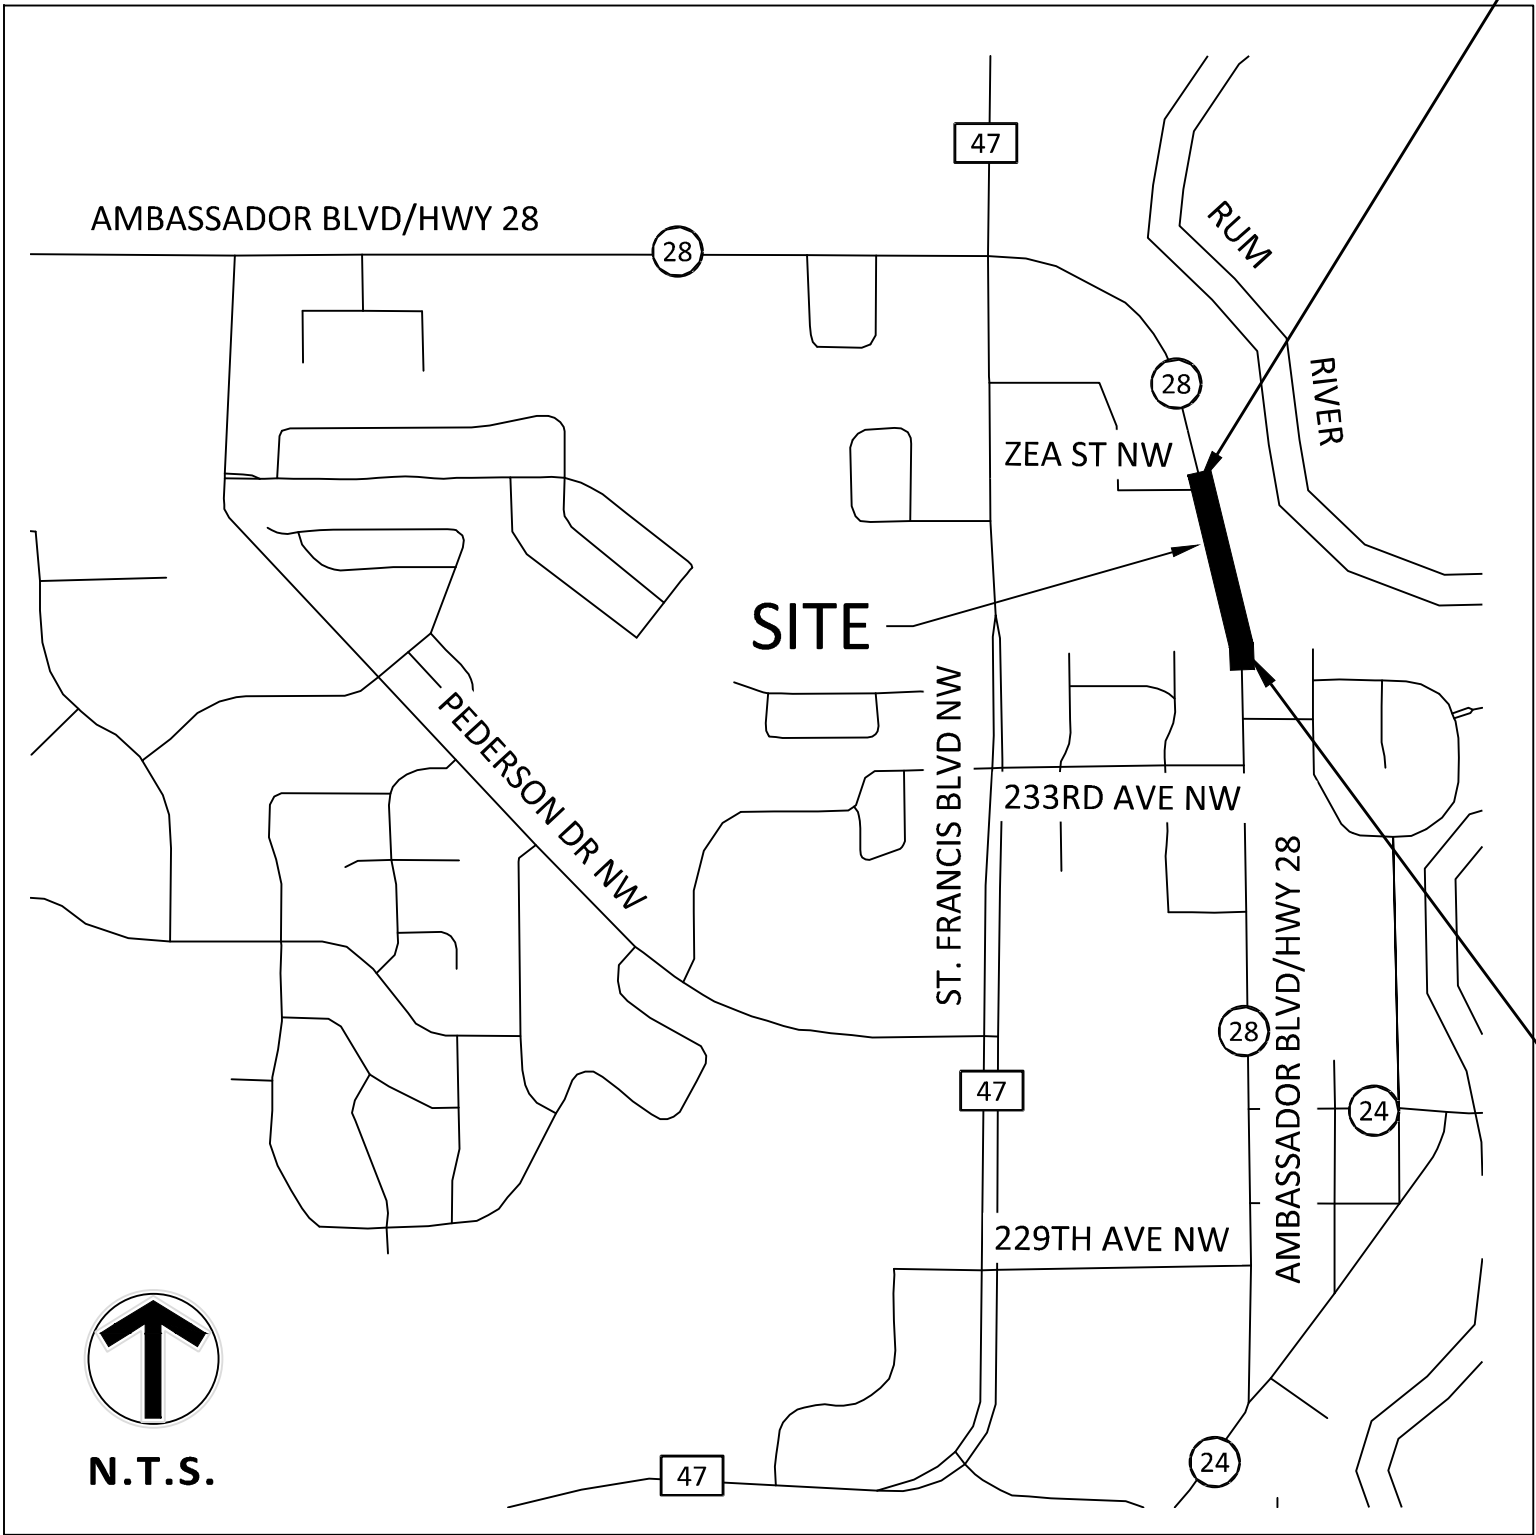 47
AMBASSADOR BLVD/HWY 28
28
RUM
RIVER
28
ZEA ST NW
SITE
PEDERSON DR NW
ST. FRANCIS BLVD NW
233RD AVE NW
AMBASSADOR BLVD/HWY 28
28
47
24
229TH AVE NW
N.T.S.
47
24